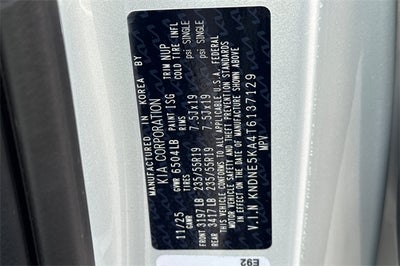 MANUFACTURED IN KOREA BY
KIA CORPORATION
PAINT ISG TRIM NUP
11/25 GVWR 6504LB
GAWR TIRES RIMS COLD TIRE INFL
FRONT 3197LB 235/55R19 7.5Jx19 psi SINGLE
REAR 3417LB 235/55R19 7.5Jx19 psi SINGLE
THIS VEHICLE CONFORMS TO ALL APPLICABLE U.S.A. FEDERAL
MOTOR VEHICLE SAFETY AND BUMPER STANDARDS
IN EFFECT ON THE DATE OF MANUFACTURE SHOWN ABOVE
V.I.N MPV
E92